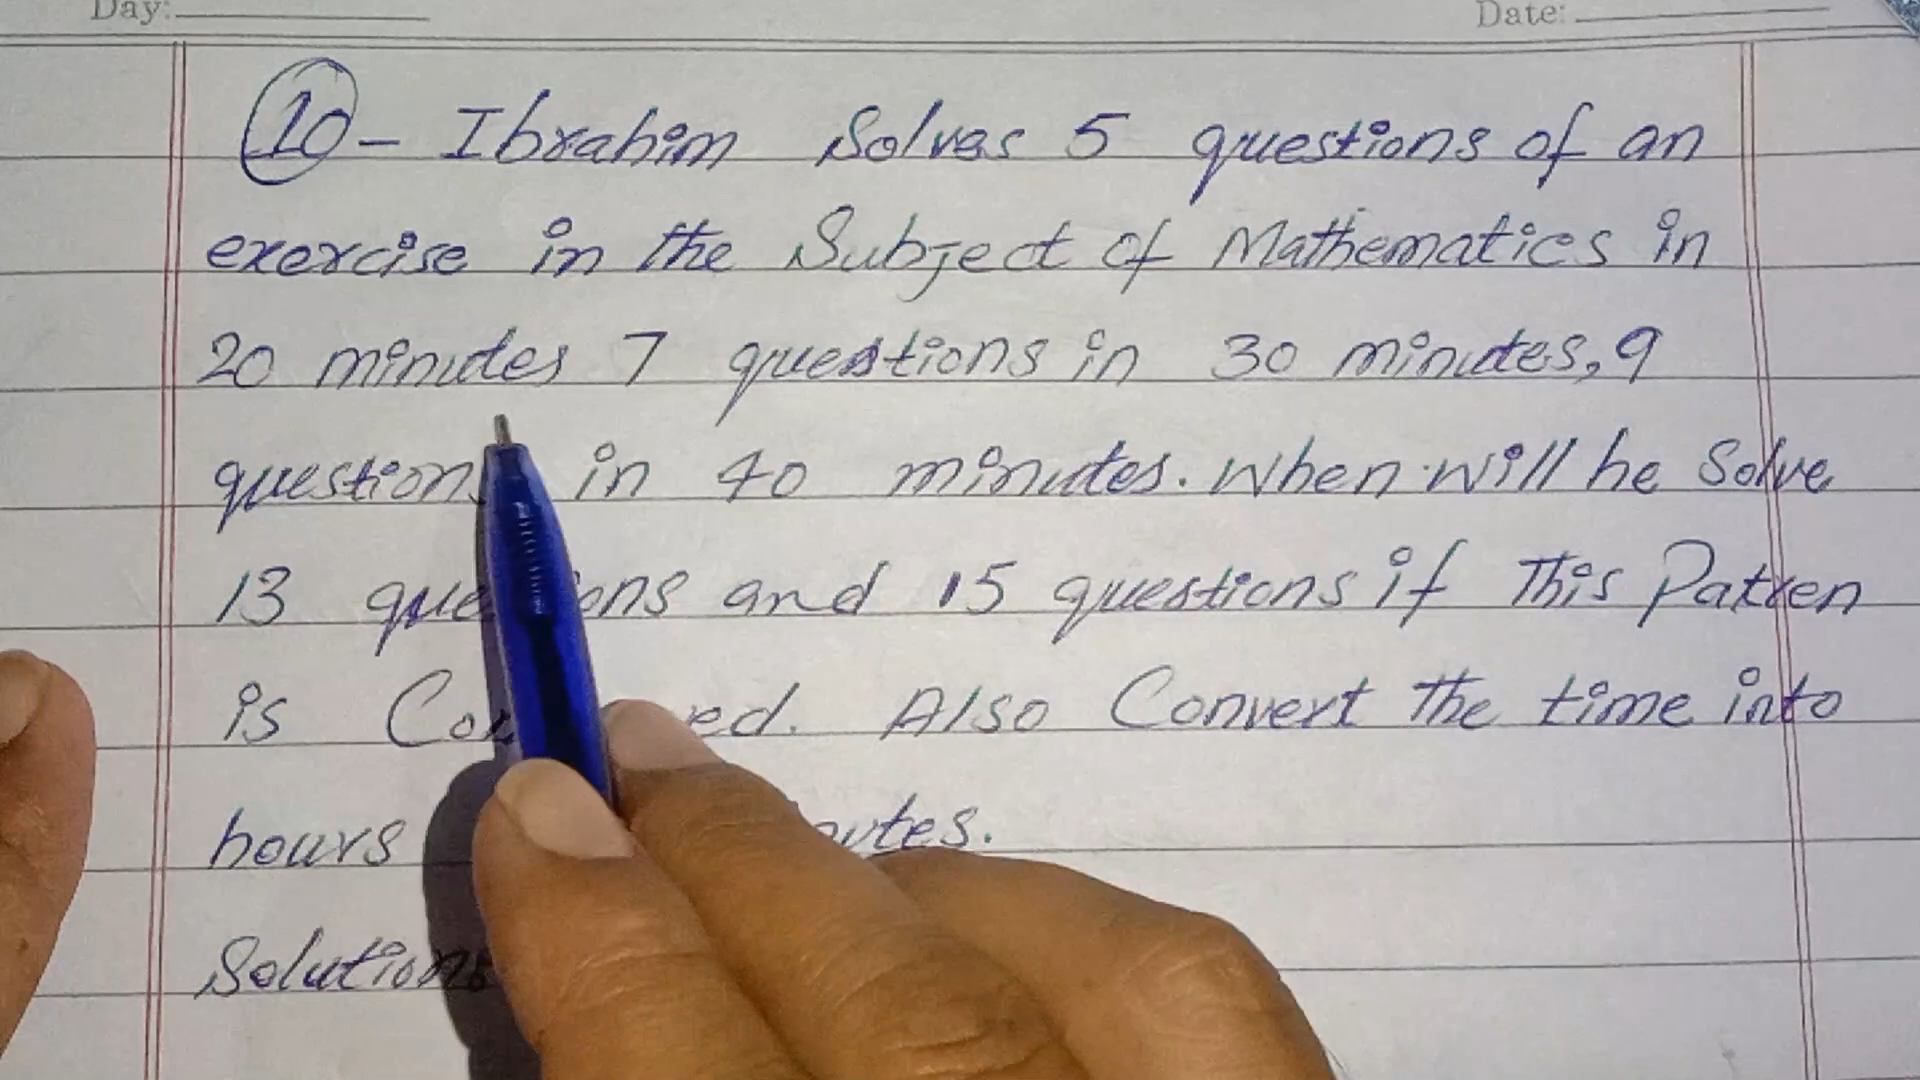 Day:
Date:
10- Ibrahim Solves 5 questions of an
exercise in the Subject of Mathematics in
20 minutes 7 questions in 30 minutes, 9
question in 40 minutes. When will he Solve
13 and 15 questions if This Patten
is Also Convert The time into
hours
Solutions